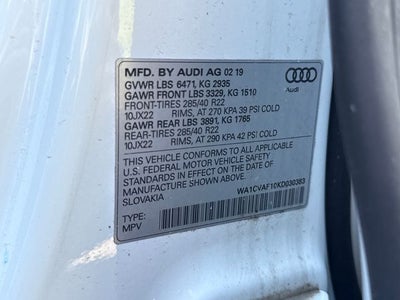 MFD. BY AUDI AG 02 19
GVWR LBS 6471, KG 2935
GAWR FRONT LBS 3329, KG 1510
FRONT-TIRES 285/40 R22
10JX22 RIMS, AT 270 KPA 39 PSI COLD
GAWR REAR LBS 3891, KG 1765
REAR-TIRES 285/40 R22
10JX22 RIMS, AT 290 KPA 42 PSI COLD
THIS VEHICLE CONFORMS TO ALL APPLICABLE
U.S. FEDERAL MOTOR VEHICLE SAFETY STANDARDS
IN EFFECT ON THE DATE OF MANUFACTURE
SHOWN ABOVE.
SLOVAKIA
WA1CVAF10KD030383
TYPE:
MPV
Audi